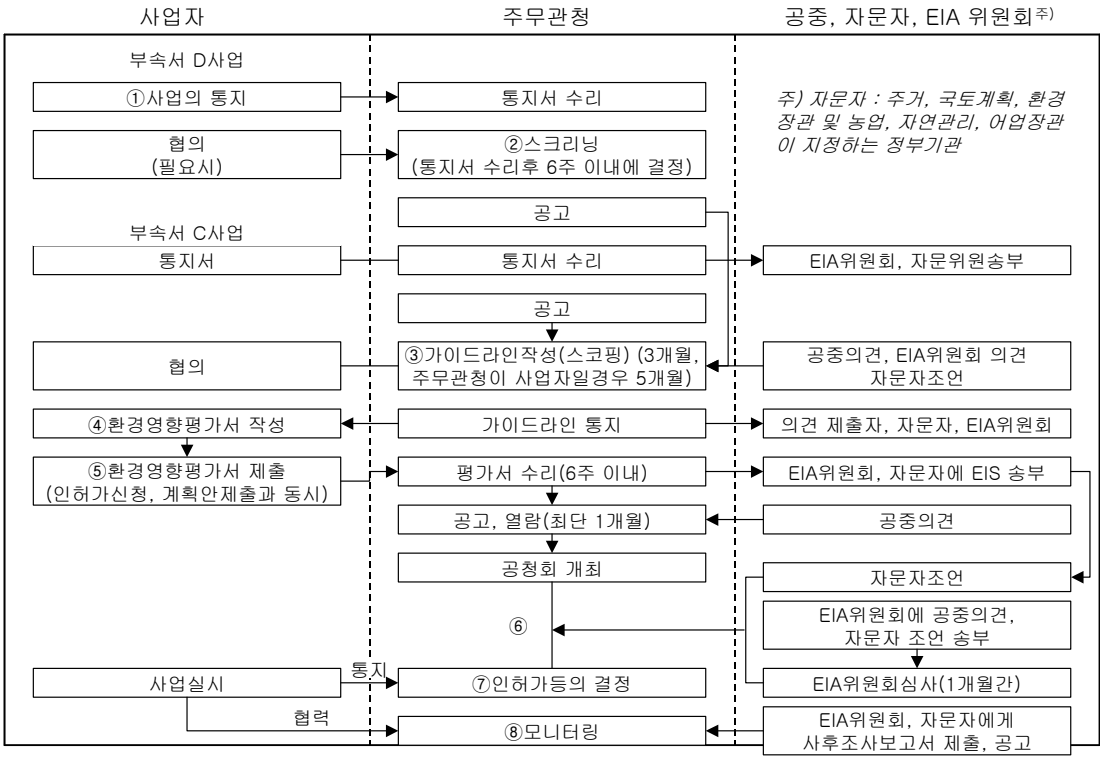 사업자 주무관청 공중, 자문자, EIA 위원회주)
부속서 D사업
①사업의 통지 통지서 수리
주) 자문자 : 주거, 국토계획, 환경
장관 및 농업, 자연관리, 어업장관
이 지정하는 정부기관
협의
(필요시)
②스크리닝
(통지서 수리후 6주 이내에 결정)
공고
부속서 C사업
통지서 통지서 수리 EIA위원회, 자문위원송부
공고
협의
③가이드라인작성(스코핑) (3개월,
주무관청이 사업자일경우 5개월)
공중의견, EIA위원회 의견
자문자조언
④환경영향평가서 작성 가이드라인 통지 의견 제출자, 자문자, EIA위원회
⑤환경영향평가서 제출
(인허가신청, 계획안제출과 동시)
평가서 수리(6주 이내) EIA위원회, 자문자에 EIS 송부
공고, 열람(최단 1개월) 공중의견
공청회 개최
자문자조언
⑥
EIA위원회에 공중의견,
자문자 조언 송부
사업실시 통지 ⑦인허가등의 결정 EIA위원회심사(1개월간)
협력 ⑧모니터링
EIA위원회, 자문자에게
사후조사보고서 제출, 공고